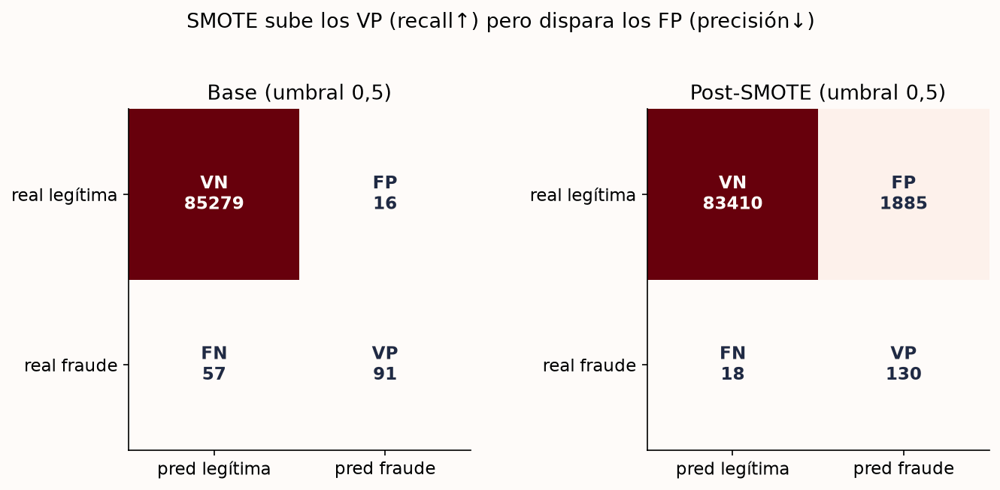 SMOTE sube los VP (recall↑) pero dispara los FP (precisión↓)
Base (umbral 0,5)
real legítima
VN
85279
FP
16
real fraude
FN
57
VP
91
pred legítima
pred fraude
Post-SMOTE (umbral 0,5)
real legítima
VN
83410
FP
1885
real fraude
FN
18
VP
130
pred legítima
pred fraude